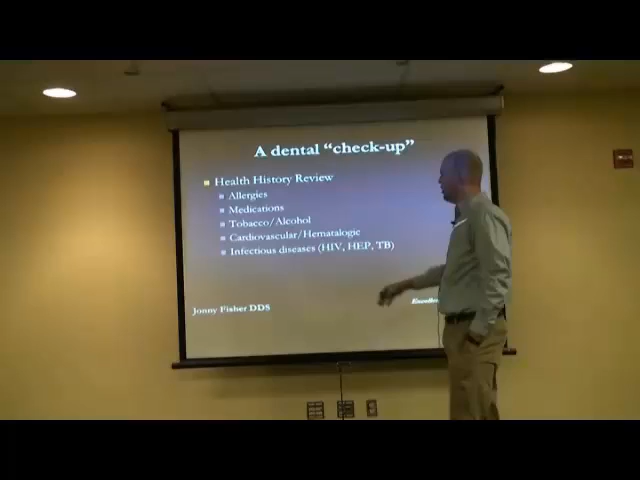 A dental “check-up”
Health History Review
Allergies
Medications
Tobacco/Alcohol
Cardiovascular/Hematalogic
Infectious diseases (HIV, HEP, TB)
Jonny Fisher DDS